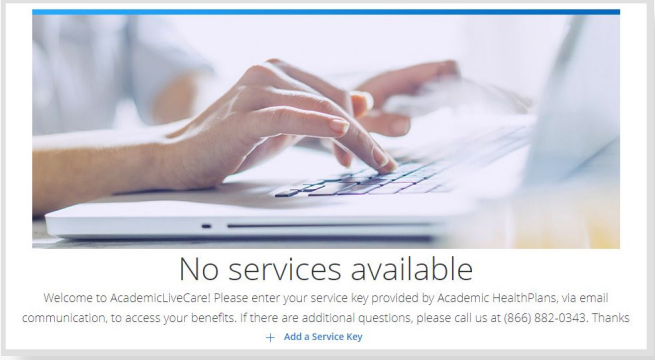 No services available
Welcome to AcademicLiveCare! Please enter your service key provided by Academic HealthPlans, via email
communication, to access your benefits. If there are additional questions, please call us at (866) 882-0343. Thanks
+ Add a Service Key